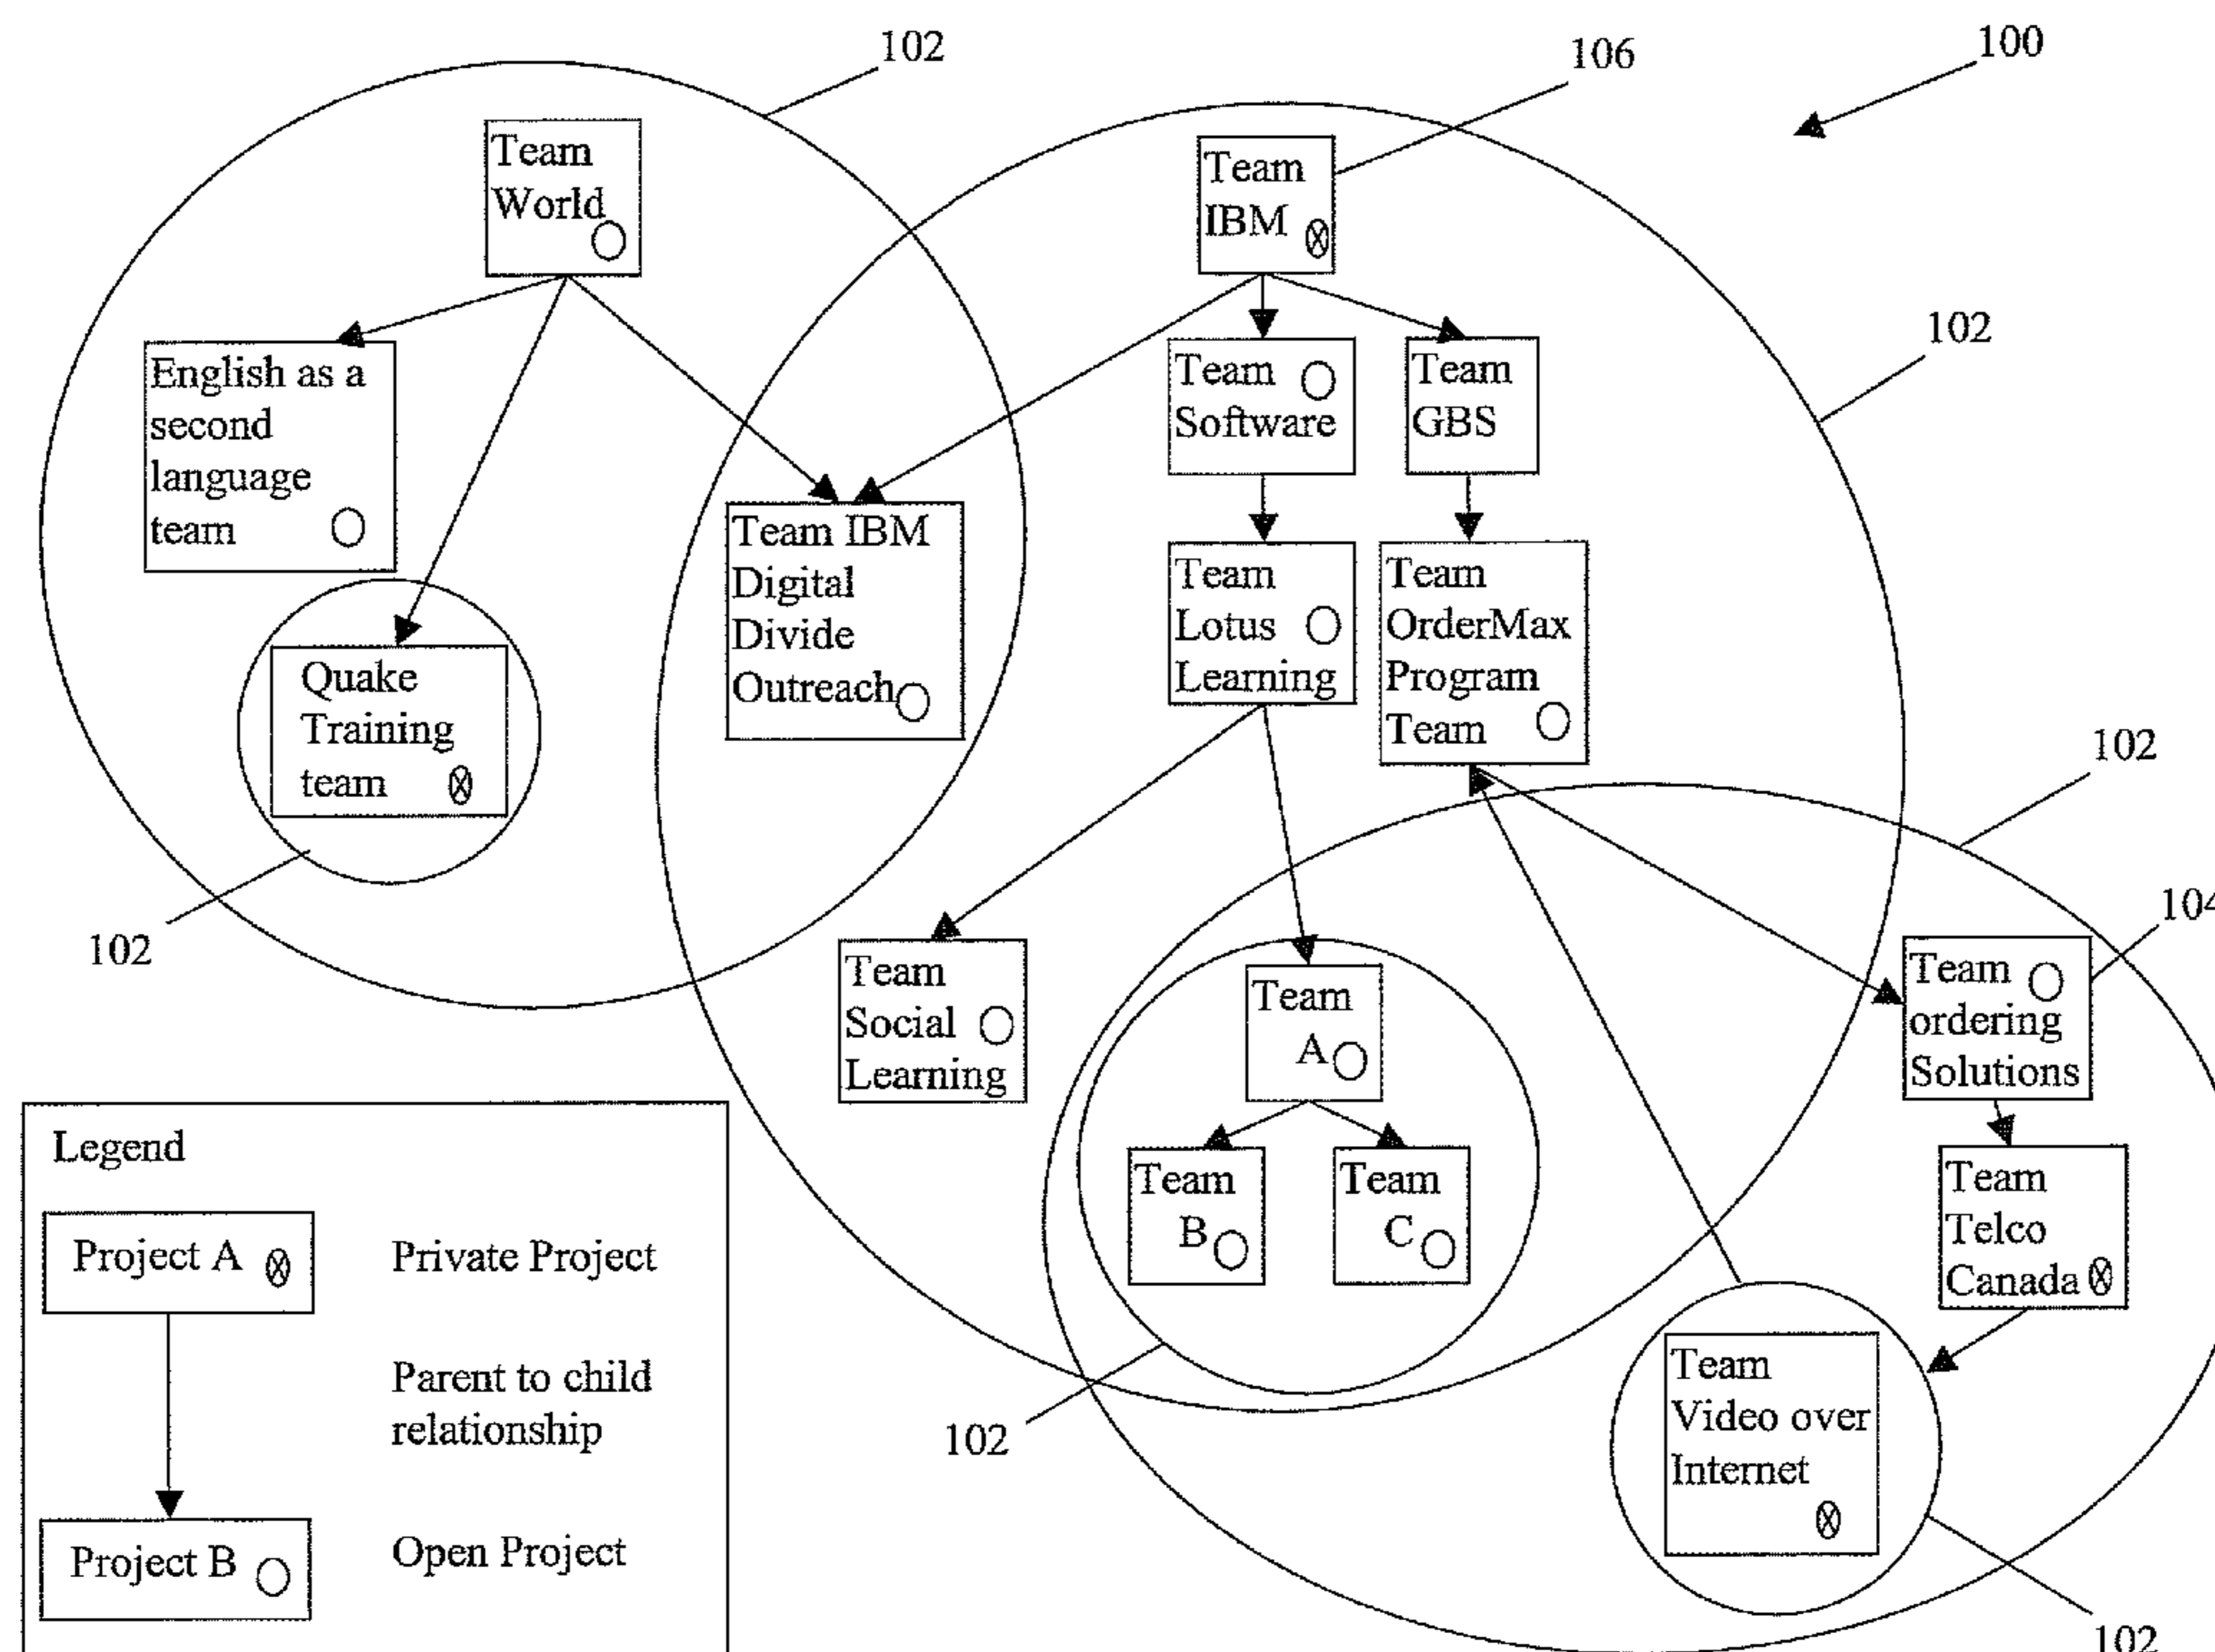 102
106
100
Team
World
Team
IBM
102
English as a
second
language
team
Team
Software
Team
GBS
Team IBM
Digital
Divide
Outreach
Team
Lotus
Learning
Team
OrderMax
Program
Team
Quake
Training
team
102
102
104
Team
Social
Learning
Team
A
Team
ordering
Solutions
Team
B
Team
C
Team
Telco
Canada
Team
Video over
Internet
102
102
Legend
Project A
Private Project
Parent to child
relationship
Project B
Open Project